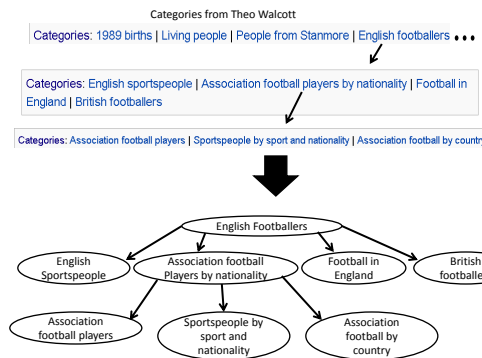 Categories from Theo Walcott
Categories: 1989 births | Living people | People from Stanmore | English footballers •••
Categories: English sportspeople | Association football players by nationality | Football in
England | British footballers
Categories: Association football players | Sportspeople by sport and nationality | Association football by country
English Footballers
English
Sportspeople
Association football
Players by nationality
Football in
England
British
footballe
Association
football players
Sportspeople by
sport and
nationality
Association
football by
country